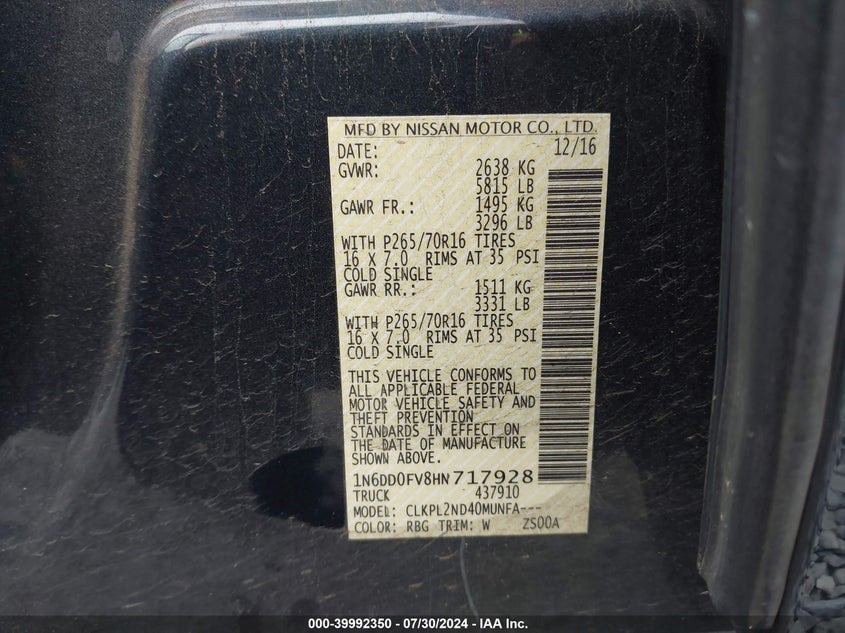 MFD BY NISSAN MOTOR CO., LTD.
DATE: 12/16
GVWR: 2638 KG
5815 LB
GAWR FR.: 1495 KG
3296 LB
WITH P265/70R16 TIRES
16 X 7.0 RIMS AT 35 PSI
COLD SINGLE
GAWR RR.: 1511 KG
3331 LB
WITH P265/70R16 TIRES
16 X 7.0 RIMS AT 35 PSI
COLD SINGLE
THIS VEHICLE CONFORMS TO
ALL APPLICABLE FEDERAL
MOTOR VEHICLE SAFETY AND
THEFT PREVENTION
STANDARDS IN EFFECT ON
THE DATE OF MANUFACTURE
SHOWN ABOVE.
1N6DD0FV8HN717928
TRUCK 437910
MODEL: CLKPL2ND40MUNFA---
COLOR: RBG TRIM: W ZS00A
000-39992350 / 07/30/2024 - IAA Inc.